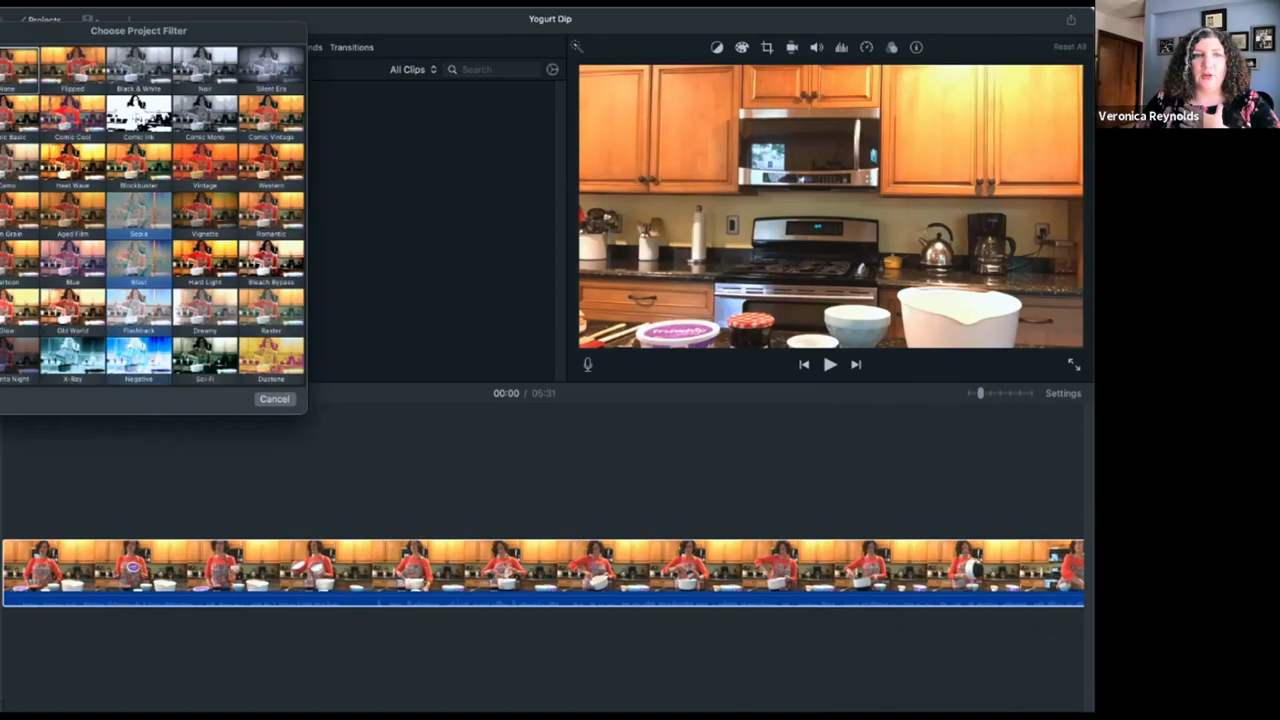 Projects
Yogurt Dip
Choose Project Filter
Transitions
Reset All
All Clips
Search
None
Flipped
Black & White
Noir
Silent Era
Comic Cool
Comic Ink
Comic Mono
Comic Vintage
Camo
Heat Wave
Blockbuster
Vintage
Western
Aged Film
Sepia
Vignette
Romantic
Blue
Blast
Hard Light
Bleach Bypass
Glow
Old World
Flashback
Dreamy
Raster
X-Ray
Negative
Sci-Fi
Duotone
Cancel
00:00 / 05:31
Settings
Veronica Reynolds